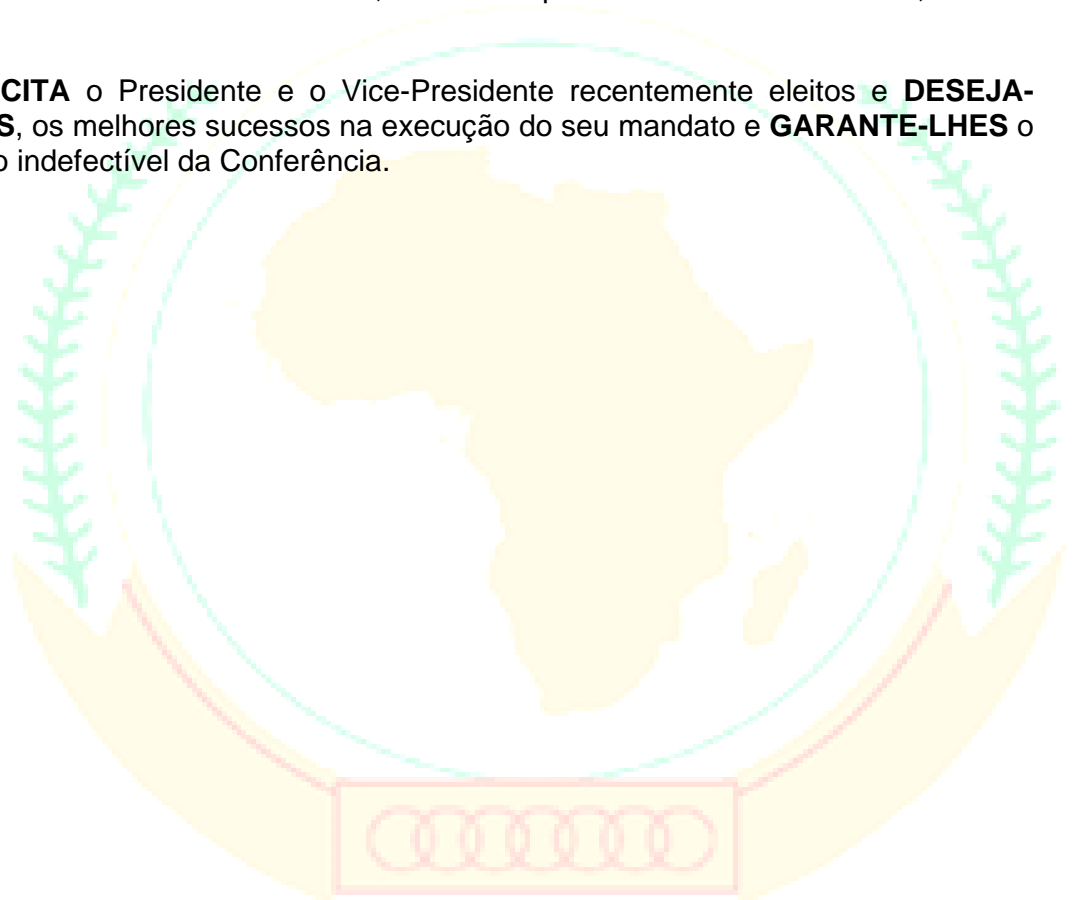 CITA o Presidente e o Vice-Presidente recentemente eleitos e DESEJA-
S, os melhores sucessos na execução do seu mandato e GARANTE-LHES o
o indefectível da Conferência.